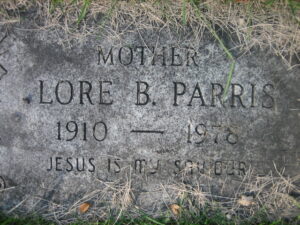 MOTHER
LORE B. PARRIS
1910 — 1978
JESUS IS MY SAVIOUR